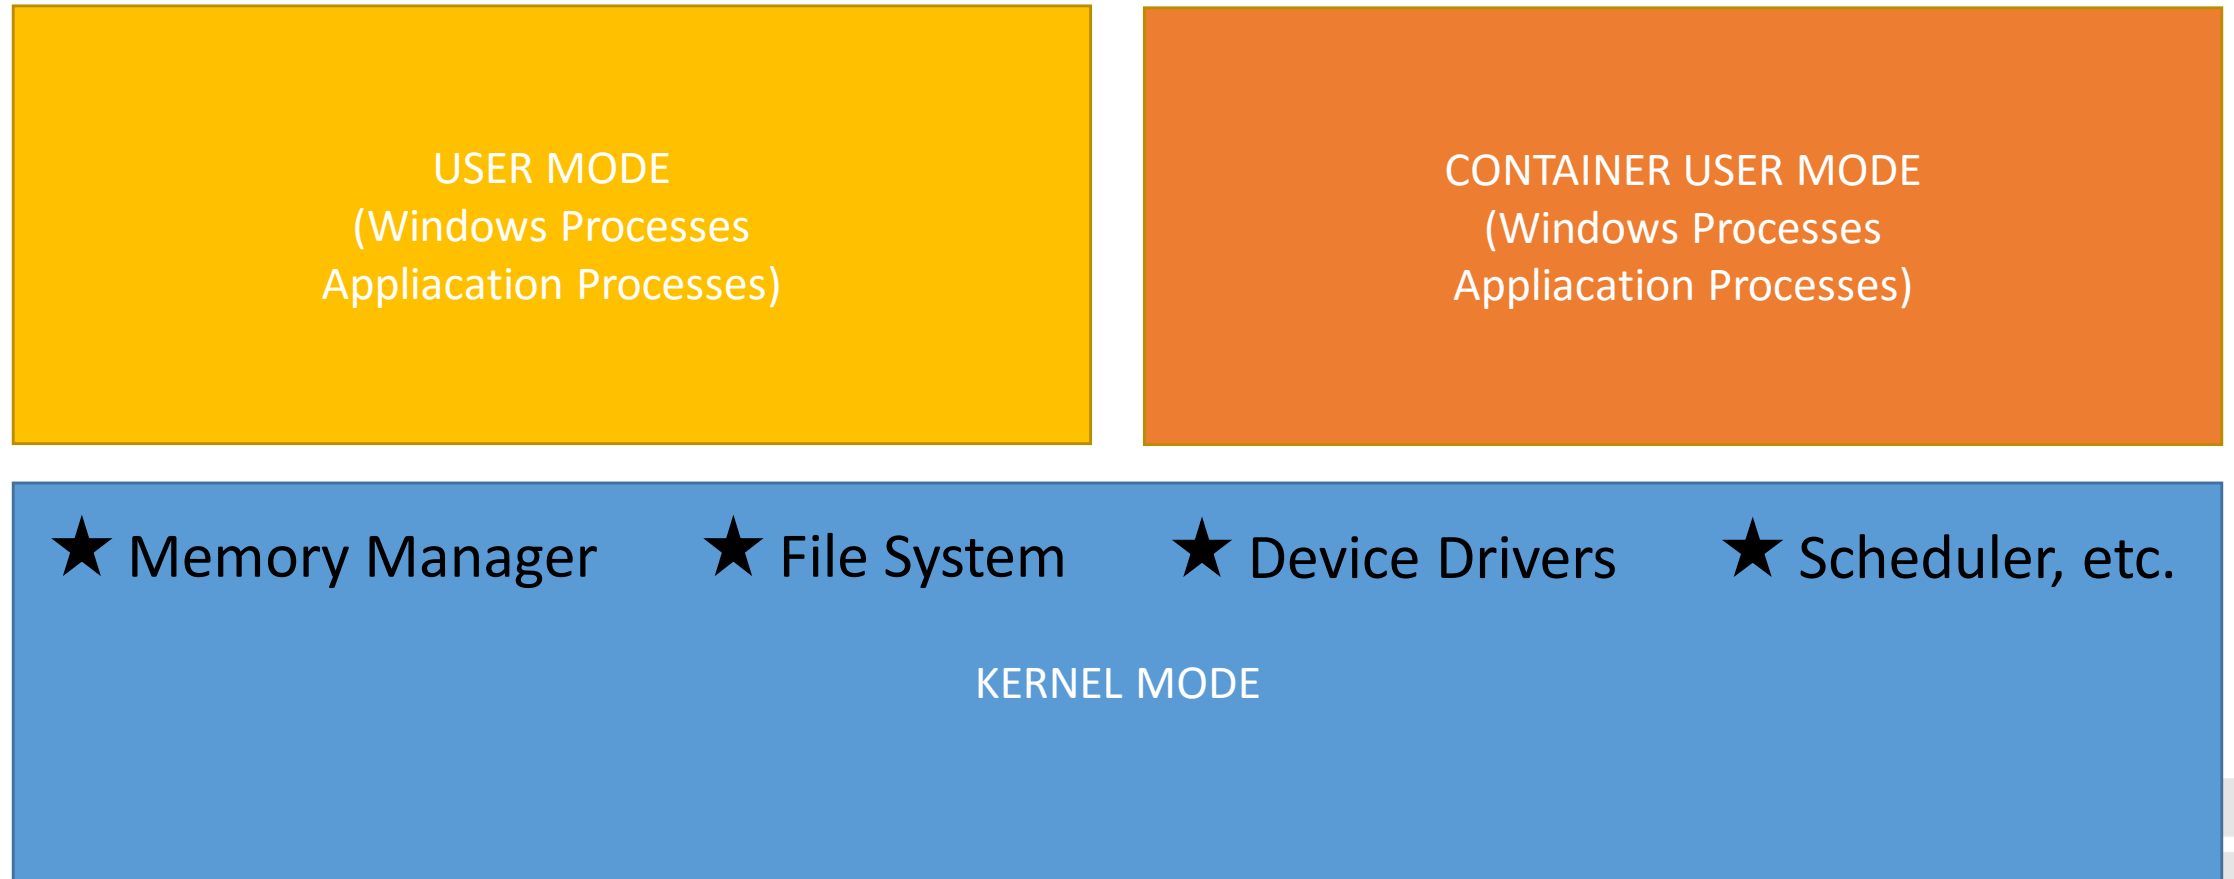 USER MODE
(Windows Processes
Appliacation Processes)
CONTAINER USER MODE
(Windows Processes
Appliacation Processes)
★ Memory Manager ★ File System ★ Device Drivers ★ Scheduler, etc.
KERNEL MODE